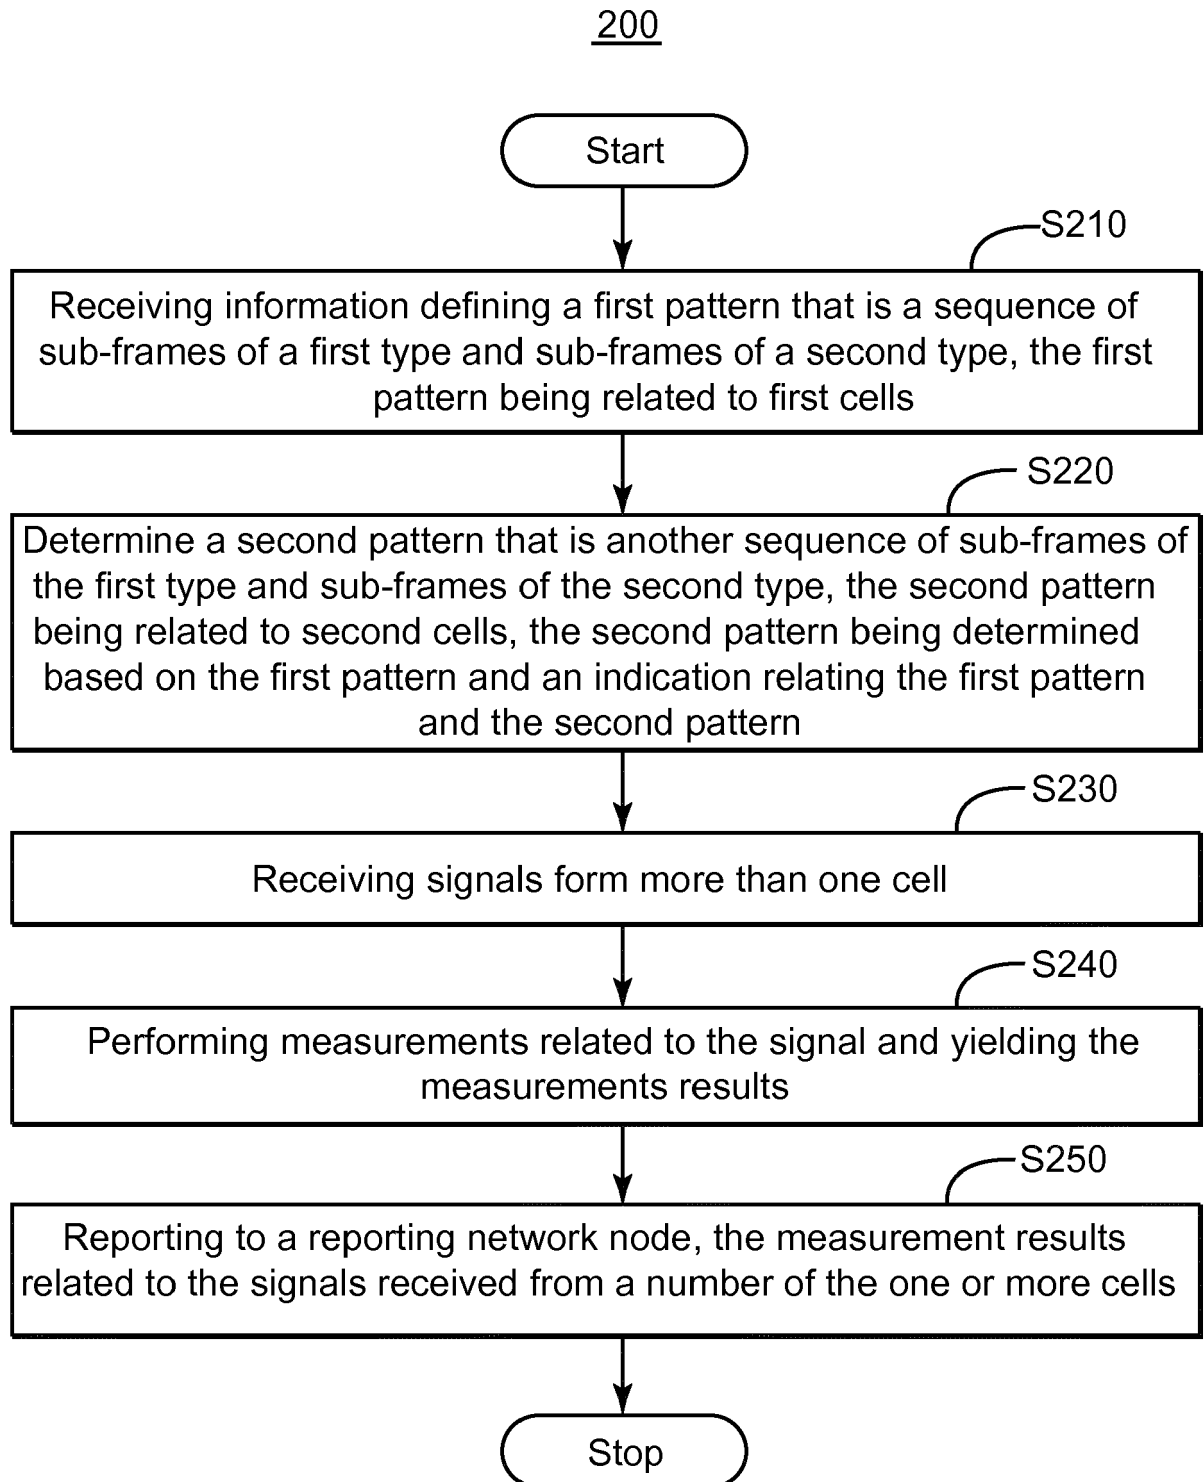 200
Start
S210
Receiving information defining a first pattern that is a sequence of
sub-frames of a first type and sub-frames of a second type, the first
pattern being related to first cells
S220
Determine a second pattern that is another sequence of sub-frames of
the first type and sub-frames of the second type, the second pattern
being related to second cells, the second pattern being determined
based on the first pattern and an indication relating the first pattern
and the second pattern
S230
Receiving signals form more than one cell
S240
Performing measurements related to the signal and yielding the
measurements results
S250
Reporting to a reporting network node, the measurement results
related to the signals received from a number of the one or more cells
Stop